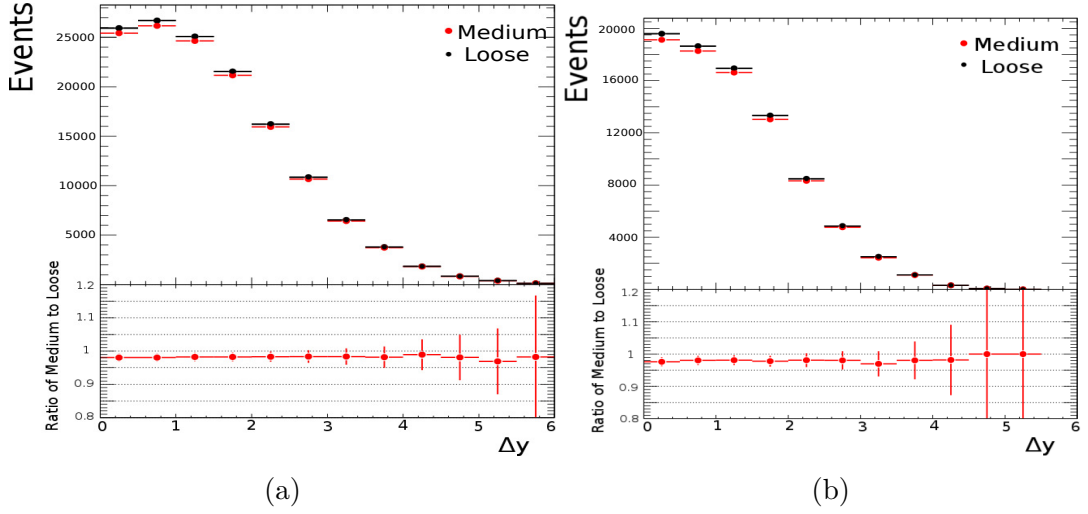 Events
25000
20000
15000
10000
5000
Medium
Loose
Ratio of Medium to Loose
1.2
1.1
1
0.9
0.8
0 1 2 3 4 5 6
Δy
(a)
Events
20000
16000
12000
8000
4000
Medium
Loose
Ratio of Medium to Loose
1.2
1.1
1
0.9
0.8
0 1 2 3 4 5 6
Δy
(b)